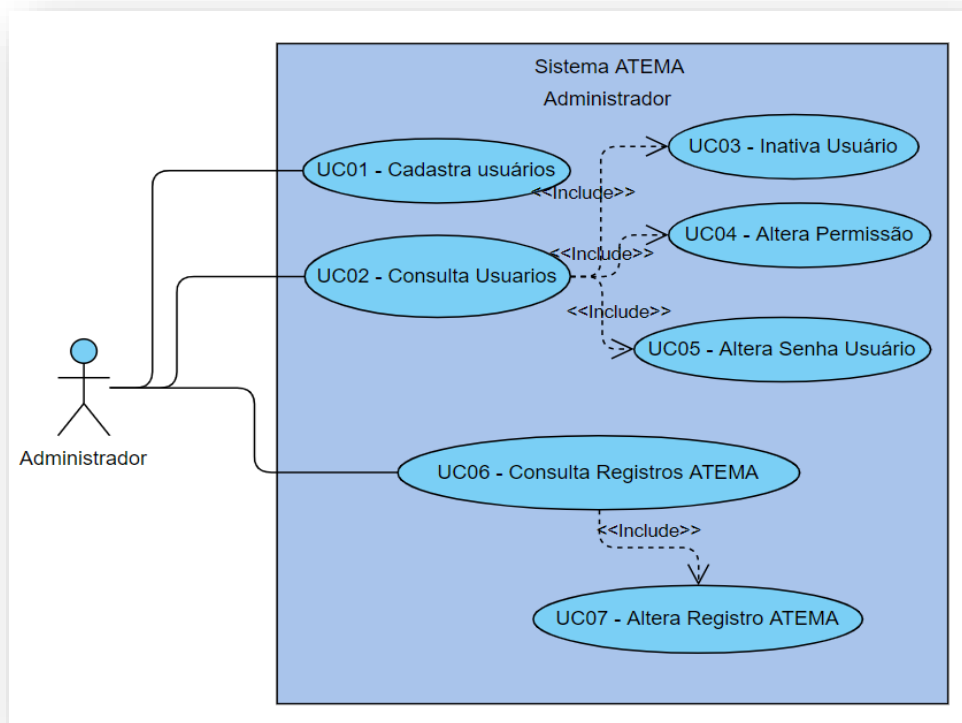 Sistema ATEMA
Administrador
UC03 - Inativa Usuário
UC01 - Cadastra usuários
<<Include>>
UC04 - Altera Permissão
<<Include>>
UC02 - Consulta Usuarios
<<Include>>
UC05 - Altera Senha Usuário
Administrador
UC06 - Consulta Registros ATEMA
<<Include>>
UC07 - Altera Registro ATEMA